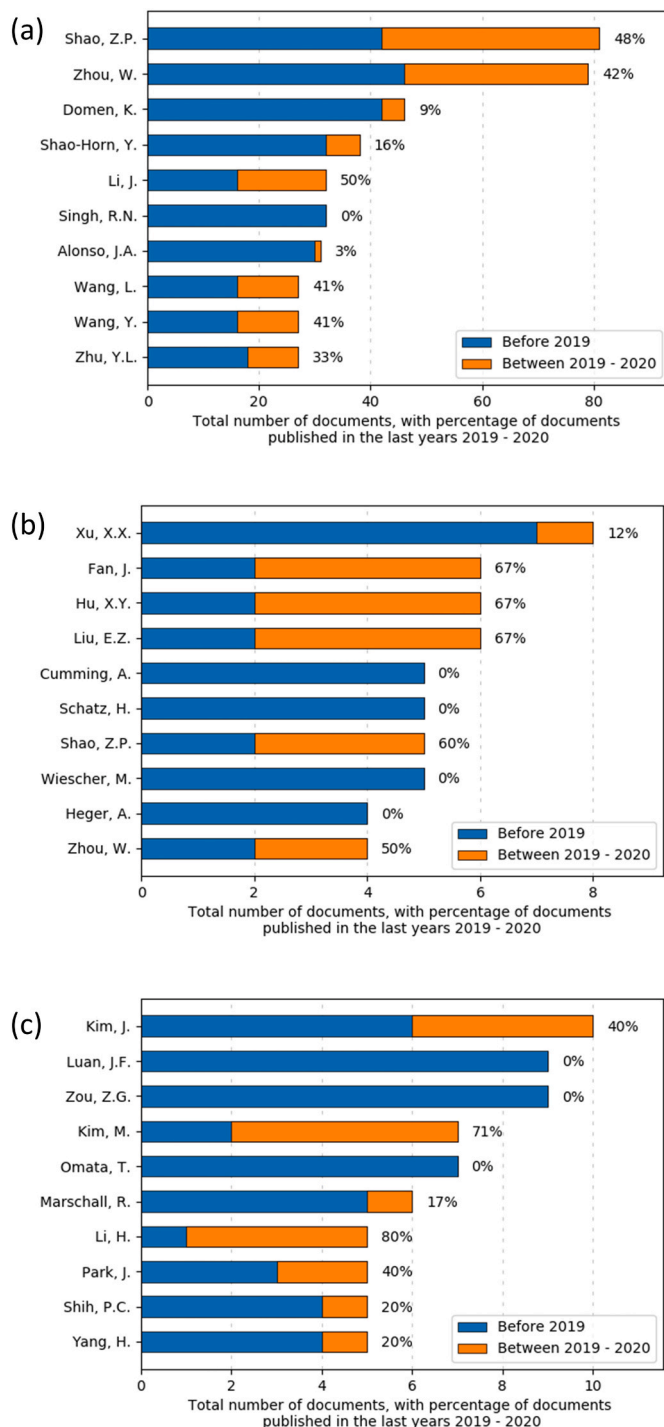 (a)
Shao, Z.P. 48%
Zhou, W. 42%
Domen, K. 9%
Shao-Horn, Y. 16%
Li, J. 50%
Singh, R.N. 0%
Alonso, J.A. 3%
Wang, L. 41%
Wang, Y. 41%
Zhu, Y.L. 33%
Before 2019
Between 2019 - 2020
0 20 40 60 80
Total number of documents, with percentage of documents
published in the last years 2019 - 2020
(b)
Xu, X.X. 12%
Fan, J. 67%
Hu, X.Y. 67%
Liu, E.Z. 67%
Cumming, A. 0%
Schatz, H. 0%
Shao, Z.P. 60%
Wiescher, M. 0%
Heger, A. 0%
Zhou, W. 50%
Before 2019
Between 2019 - 2020
0 2 4 6 8
Total number of documents, with percentage of documents
published in the last years 2019 - 2020
(c)
Kim, J. 40%
Luan, J.F. 0%
Zou, Z.G. 0%
Kim, M. 71%
Omata, T. 0%
Marschall, R. 17%
Li, H. 80%
Park, J. 40%
Shih, P.C. 20%
Yang, H. 20%
Before 2019
Between 2019 - 2020
0 2 4 6 8 10
Total number of documents, with percentage of documents
published in the last years 2019 - 2020